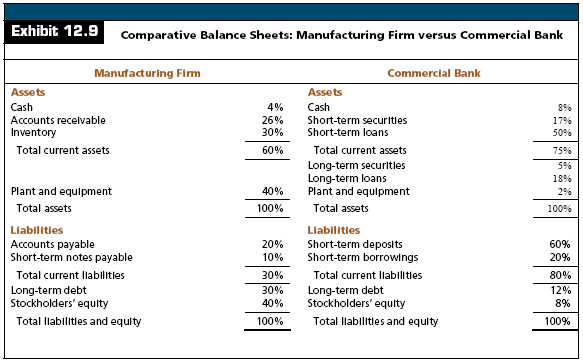 Exhibit 12.9 Comparative Balance Sheets: Manufacturing Firm versus Commercial Bank
Manufacturing Firm Commercial Bank
Assets Assets
Cash 4% Cash 8%
Accounts receivable 26% Short-term securities 17%
Inventory 30% Short-term loans 50%
Total current assets 60% Total current assets 75%
Long-term securities 5%
Long-term loans 18%
Plant and equipment 40% Plant and equipment 2%
Total assets 100% Total assets 100%
Liabilities Liabilities
Accounts payable 20% Short-term deposits 60%
Short-term notes payable 10% Short-term borrowings 20%
Total current liabilities 30% Total current liabilities 80%
Long-term debt 30% Long-term debt 12%
Stockholders' equity 40% Stockholders' equity 8%
Total liabilities and equity 100% Total liabilities and equity 100%